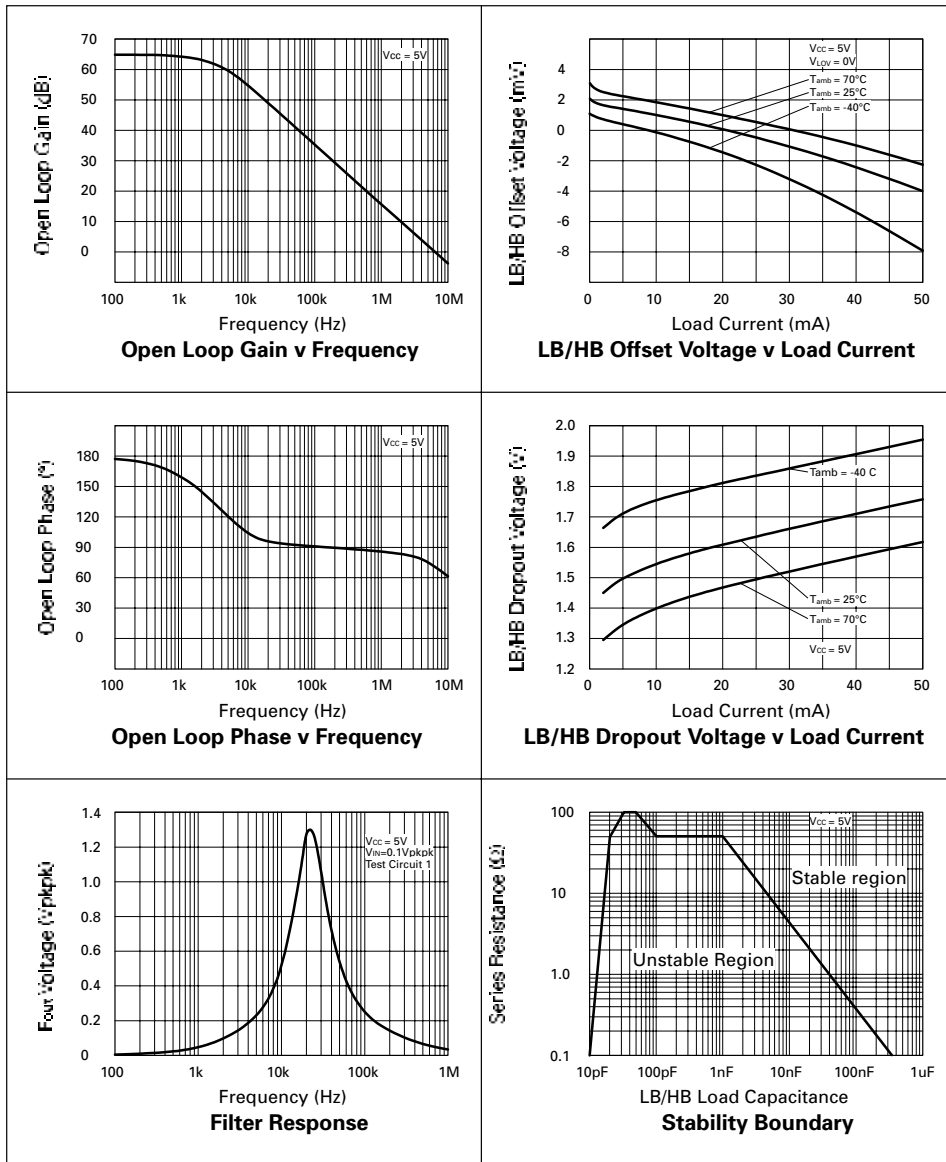 70
60
50
40
30
20
10
0
Open Loop Gain (dB)
Vcc = 5V
100 1k 10k 100k 1M 10M
Frequency (Hz)
Open Loop Gain v Frequency
4
2
0
-2
-4
-6
-8
LB/HB Offset Voltage (mV)
Vcc = 5V
VLOV = 0V
Tamb = 70°C
Tamb = 25°C
Tamb = -40°C
0 10 20 30 40 50
Load Current (mA)
LB/HB Offset Voltage v Load Current
180
150
120
90
60
30
0
Open Loop Phase (°)
Vcc = 5V
100 1k 10k 100k 1M 10M
Frequency (Hz)
Open Loop Phase v Frequency
2.0
1.9
1.8
1.7
1.6
1.5
1.4
1.3
1.2
LB/HB Dropout Voltage (V)
Tamb = -40 C
Tamb = 25°C
Tamb = 70°C
Vcc = 5V
0 10 20 30 40 50
Load Current (mA)
LB/HB Dropout Voltage v Load Current
1.4
1.2
1.0
0.8
0.6
0.4
0.2
0
Fout Voltage (Vpkpk)
Vcc = 5V
VIN=0.1Vpkpk
Test Circuit 1
100 1k 10k 100k 1M
Frequency (Hz)
Filter Response
100
10
1.0
0.1
Series Resistance (Ω)
Vcc = 5V
Stable region
Unstable Region
10pF 100pF 1nF 10nF 100nF 1uF
LB/HB Load Capacitance
Stability Boundary